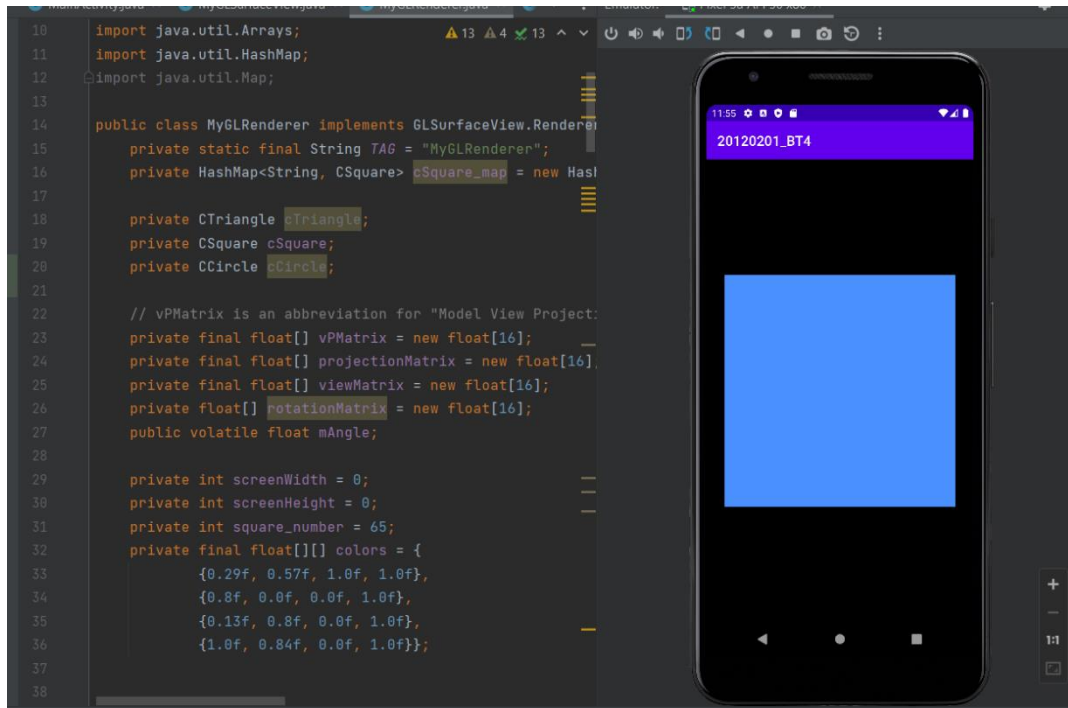 MainActivity.java
MyGLSurfaceView.java
MyGLRenderer.java
Emulator:
10 import java.util.Arrays;
13 4 13
11 import java.util.HashMap;
12 import java.util.Map;
13
14 public class MyGLRenderer implements GLSurfaceView.Renderer
15 private static final String TAG = "MyGLRenderer";
16 private HashMap<String, CSquare> cSquare_map = new Hash
17
18 private CTriangle cTriangle;
19 private CSquare cSquare;
20 private CCircle cCircle;
21
22 // vPMatrix is an abbreviation for "Model View Projecti
23 private final float[] vPMatrix = new float[16];
24 private final float[] projectionMatrix = new float[16]
25 private final float[] viewMatrix = new float[16];
26 private float[] rotationMatrix = new float[16];
27 public volatile float mAngle;
28
29 private int screenWidth = 0;
30 private int screenHeight = 0;
31 private int square_number = 65;
32 private final float[][] colors = {
33 {0.29f, 0.57f, 1.0f, 1.0f},
34 {0.8f, 0.0f, 0.0f, 1.0f},
35 {0.13f, 0.8f, 0.0f, 1.0f},
36 {1.0f, 0.84f, 0.0f, 1.0f}};
37
38
11:55
20120201_BT4
1:1